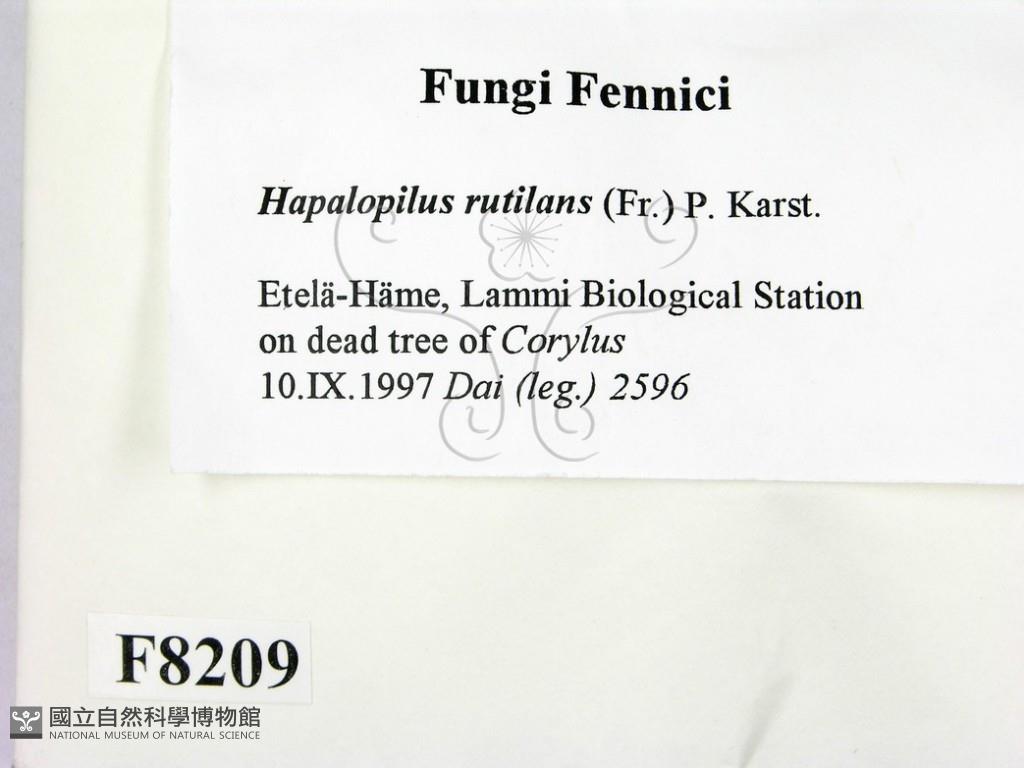 Fungi Fennici
Hapalopilus rutilans (Fr.) P. Karst.
Etelä-Häme, Lammi Biological Station
on dead tree of Corylus
10.IX.1997 Dai (leg.) 2596
F8209
國立自然科學博物館
NATIONAL MUSEUM OF NATURAL SCIENCE